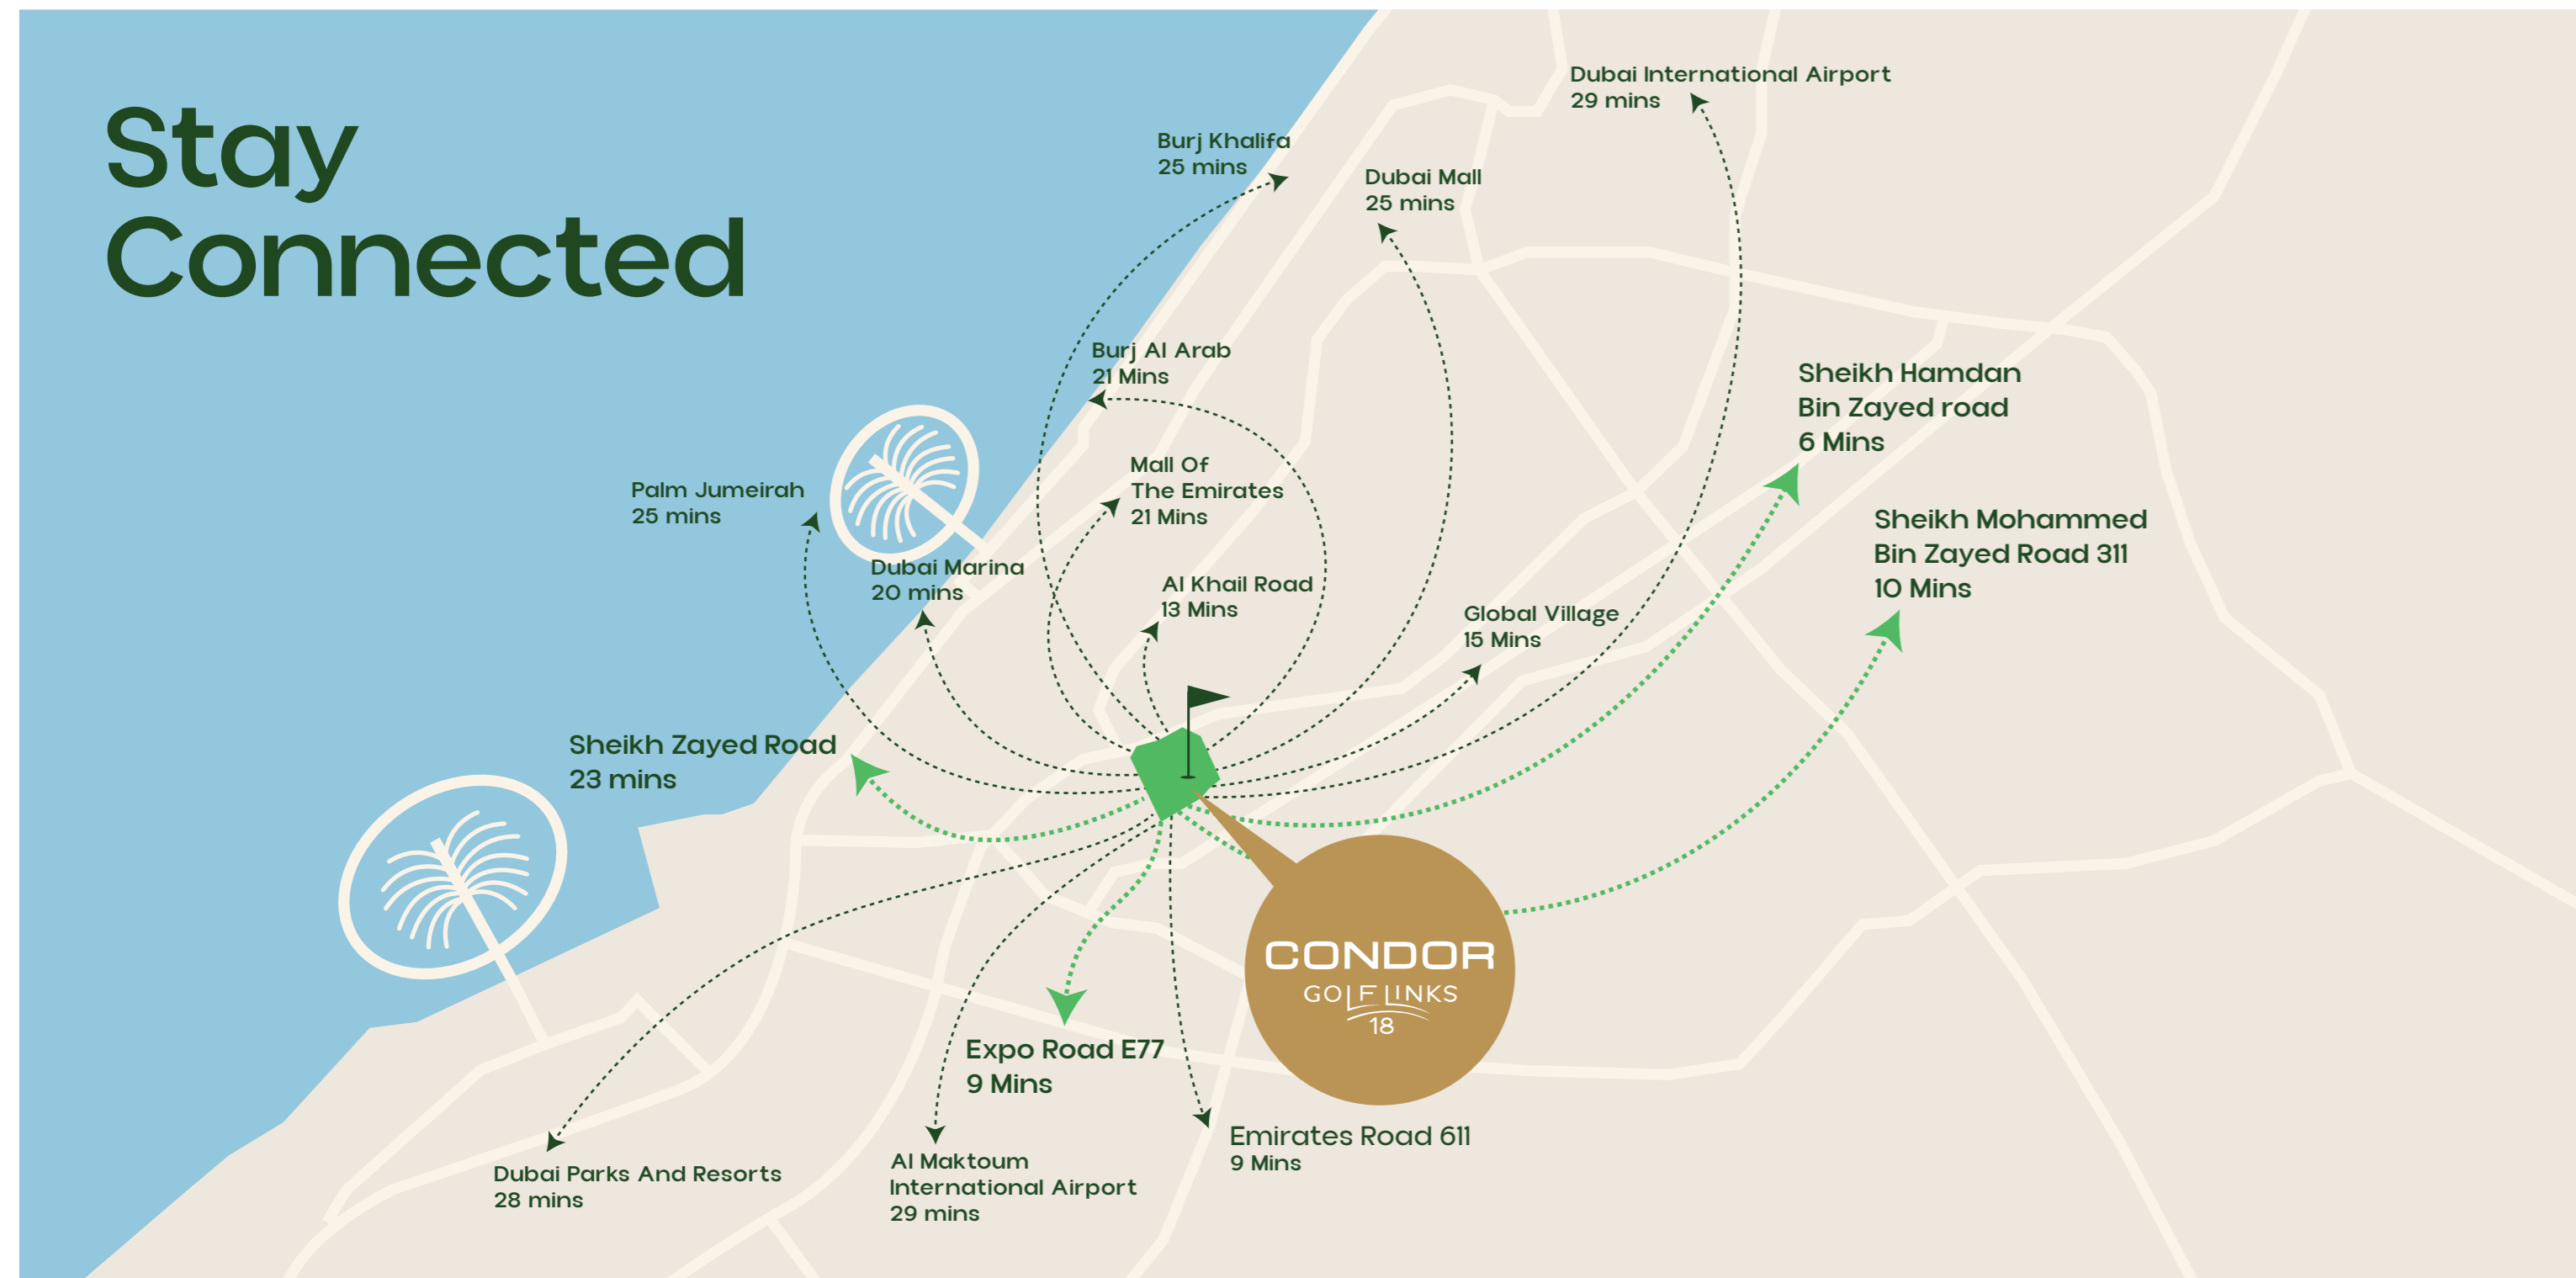 Stay
Connected
Dubai International Airport
29 mins
Burj Khalifa
25 mins
Dubai Mall
25 mins
Burj Al Arab
21 Mins
Sheikh Hamdan
Bin Zayed road
6 Mins
Mall Of
The Emirates
21 Mins
Palm Jumeirah
25 mins
Sheikh Mohammed
Bin Zayed Road 311
10 Mins
Dubai Marina
20 mins
Al Khail Road
13 Mins
Global Village
15 Mins
Sheikh Zayed Road
23 mins
CONDOR
GOLF LINKS
18
Expo Road E77
9 Mins
Emirates Road 611
9 Mins
Al Maktoum
International Airport
29 mins
Dubai Parks And Resorts
28 mins